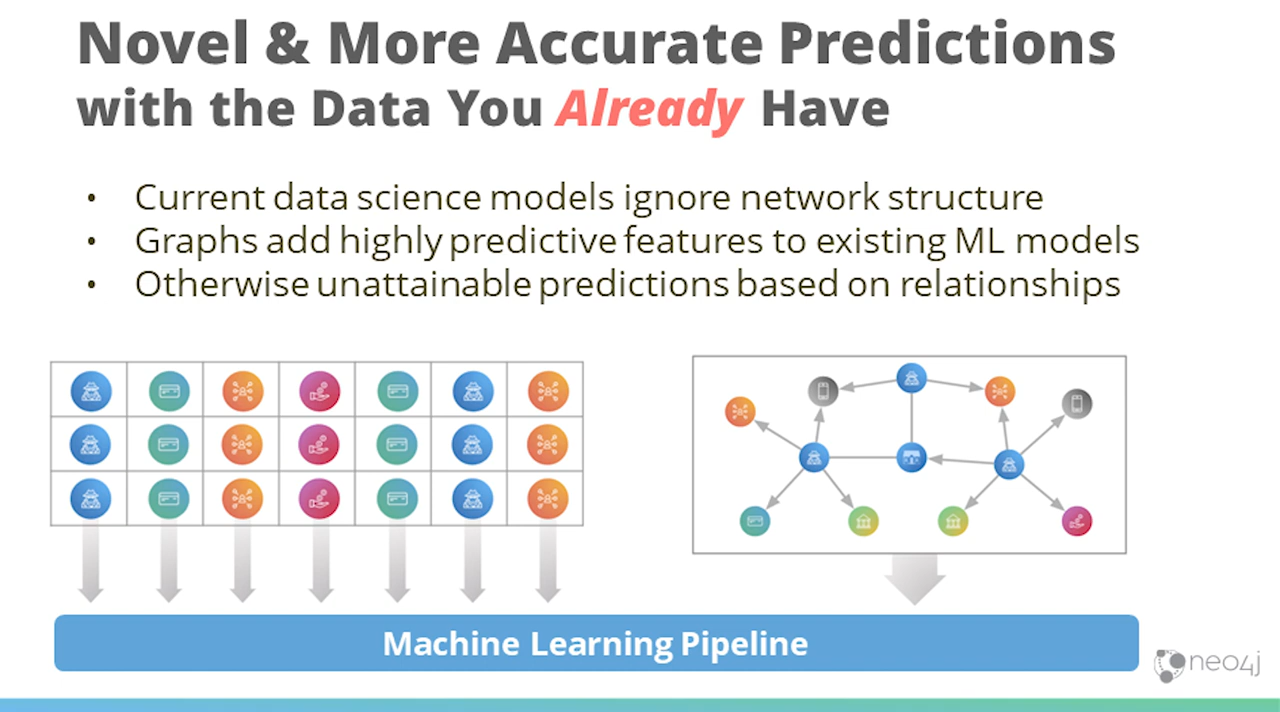 Novel & More Accurate Predictions
with the Data You Already Have
• Current data science models ignore network structure
• Graphs add highly predictive features to existing ML models
• Otherwise unattainable predictions based on relationships
Machine Learning Pipeline
neo4j